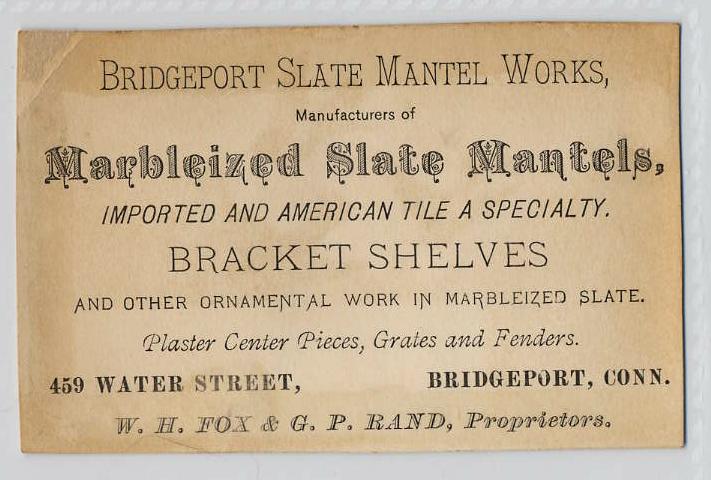 BRIDGEPORT SLATE MANTEL WORKS,
Manufacturers of
Marbleized Slate Mantels,
IMPORTED AND AMERICAN TILE A SPECIALTY.
BRACKET SHELVES
AND OTHER ORNAMENTAL WORK IN MARBLEIZED SLATE.
Plaster Center Pieces, Grates and Fenders.
459 WATER STREET, BRIDGEPORT, CONN.
W. H. FOX & G. P. RAND, Proprietors.